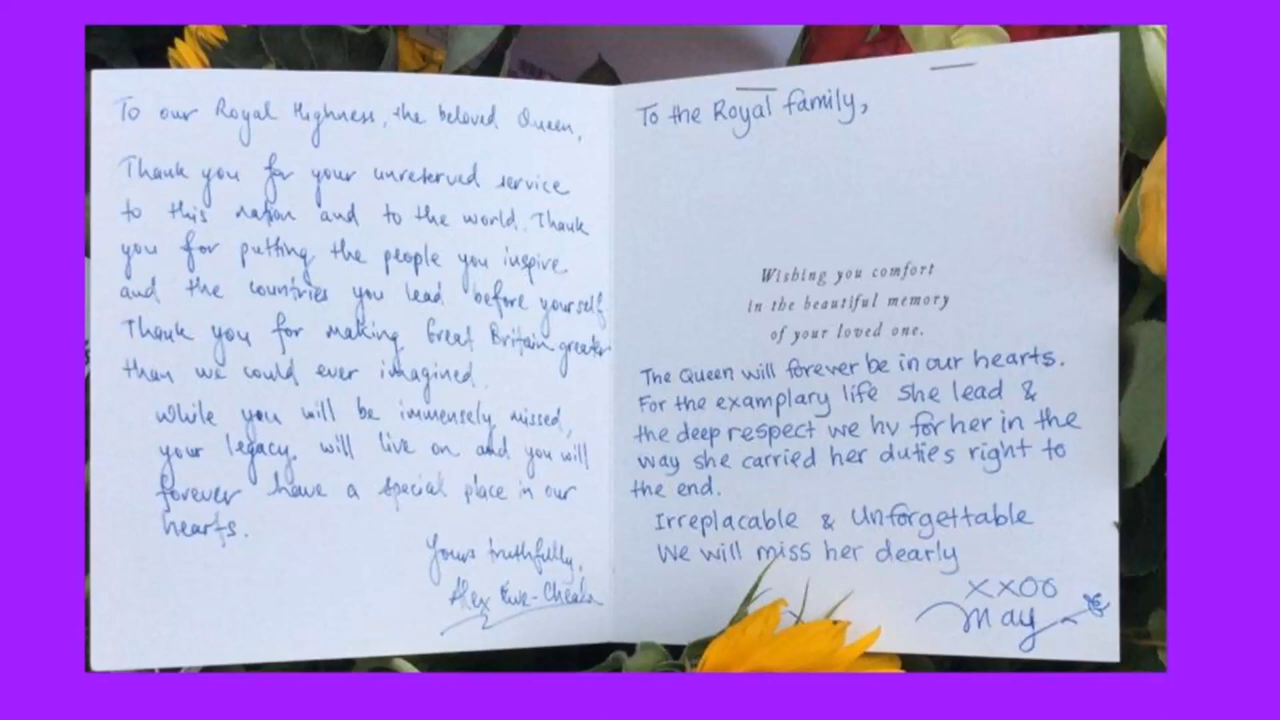 To our Royal Highness, the beloved Queen,
Thank you for your unreserved service
to this nation and to the world. Thank
you for putting the people you inspire
and the countries you lead before yourself
Thank you for making Great Britain greater
than we could ever imagined.
While you will be immensely missed,
your legacy will live on and you will
forever have a special place in our
hearts.
Yours truthfully,
Alex
To the Royal family,
Wishing you comfort
in the beautiful memory
of your loved one.
The Queen will forever be in our hearts.
For the examplary life she lead &
the deep respect we hv for her in the
way she carried her duties right to
the end.
Irreplacable & Unforgettable
We will miss her dearly
XXOO
May